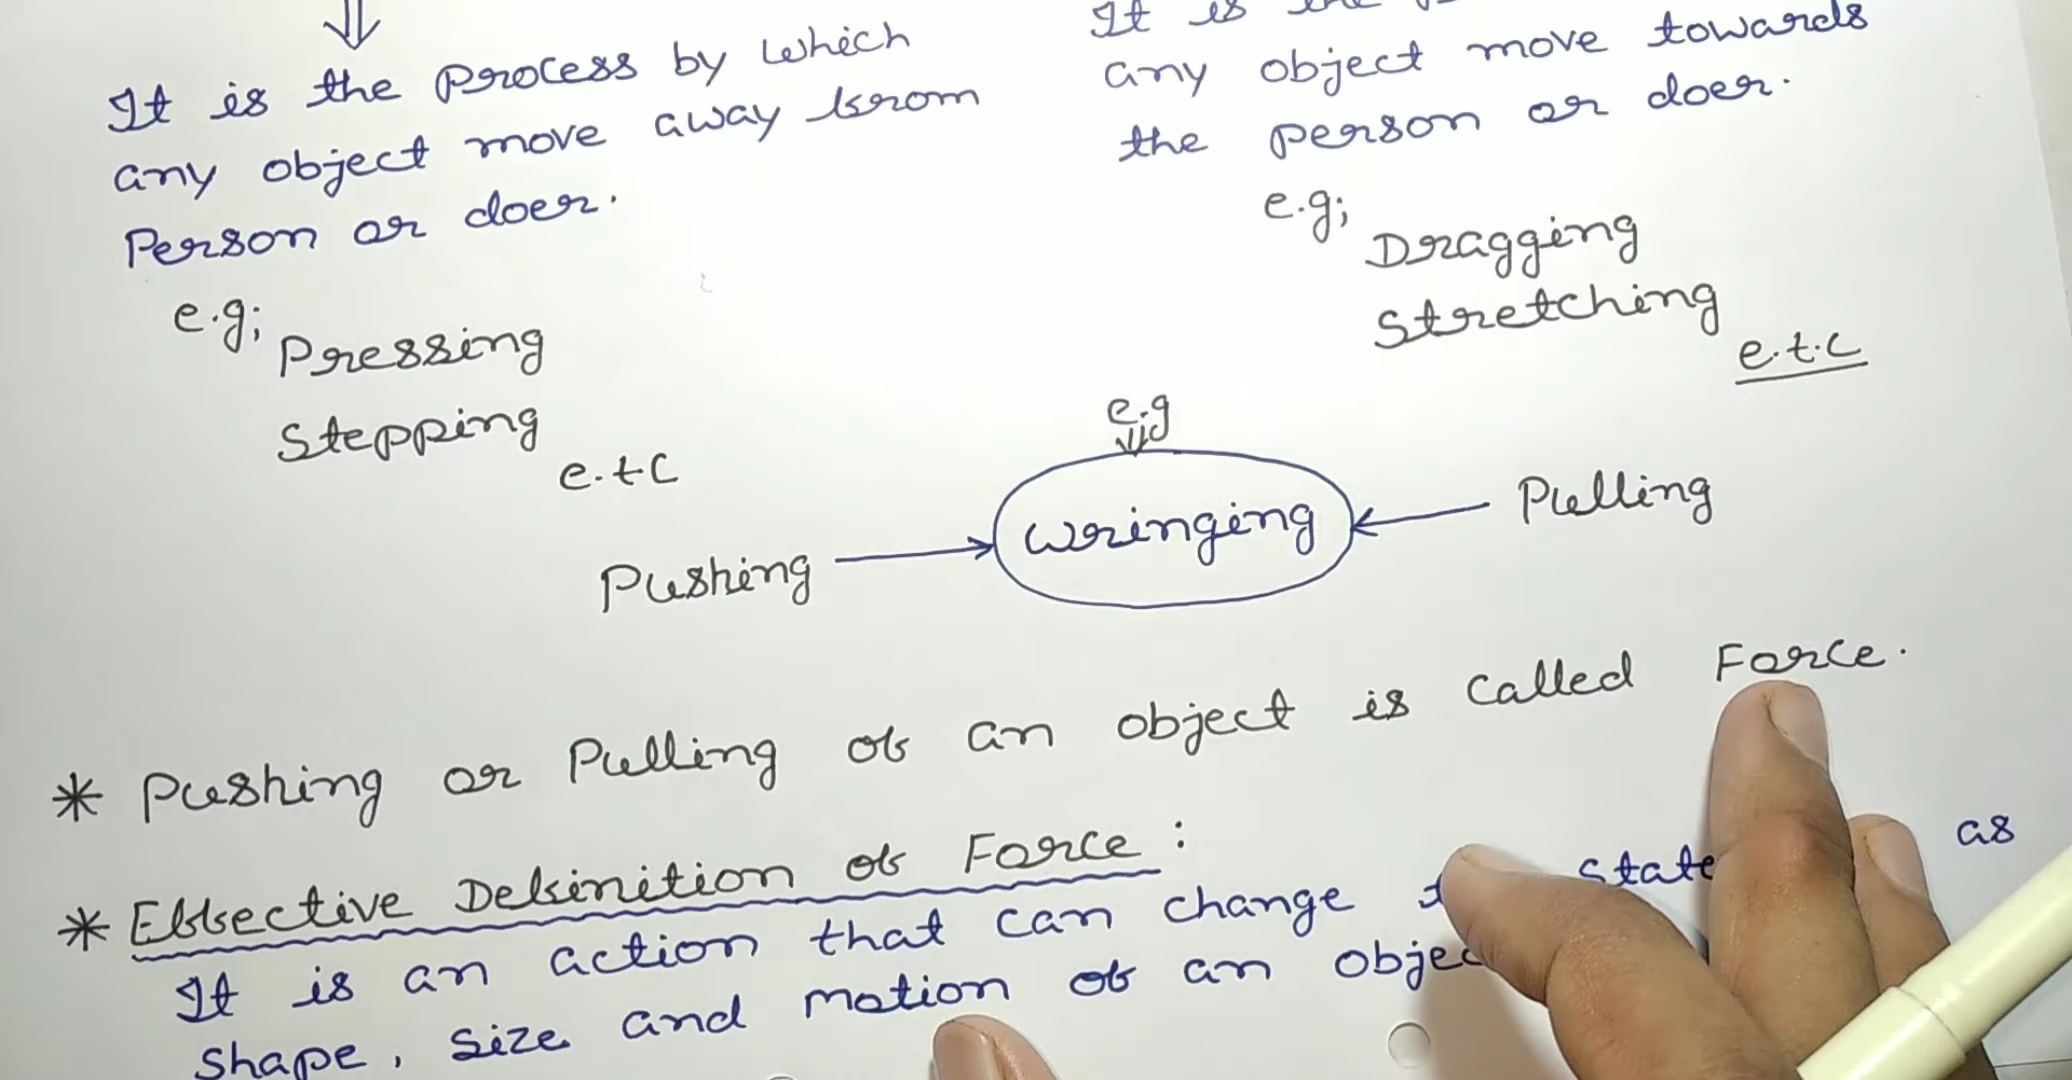 It is the process by which
any object move away from
Person or doer.
e.g;
Pressing
Stepping
e.t.c
It is the
any object move towards
the person or doer.
e.g;
Dragging
Stretching
e.t.c
e.g
Pushing
wringing
Pulling
* Pushing or Pulling of an object is called Force.
* Effective Definition of Force :
It is an action that can change state as
shape, size and motion of an